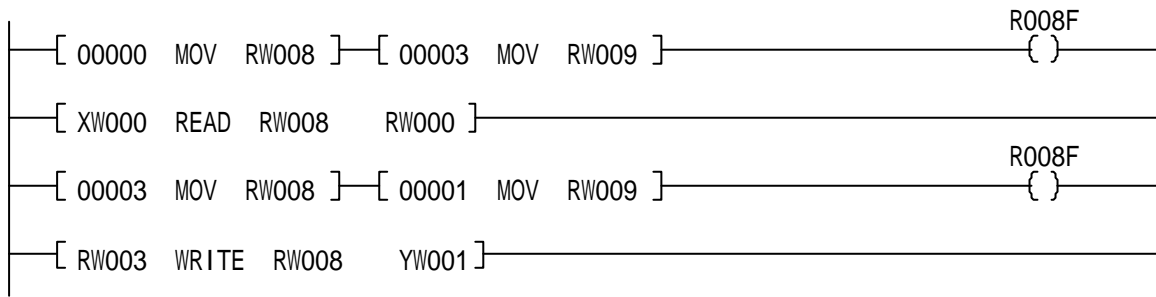 R008F
[ 00000 MOV RW008 ] [ 00003 MOV RW009 ] ( )
[ XW000 READ RW008 RW000 ]
R008F
[ 00003 MOV RW008 ] [ 00001 MOV RW009 ] ( )
[ RW003 WRITE RW008 YW001 ]